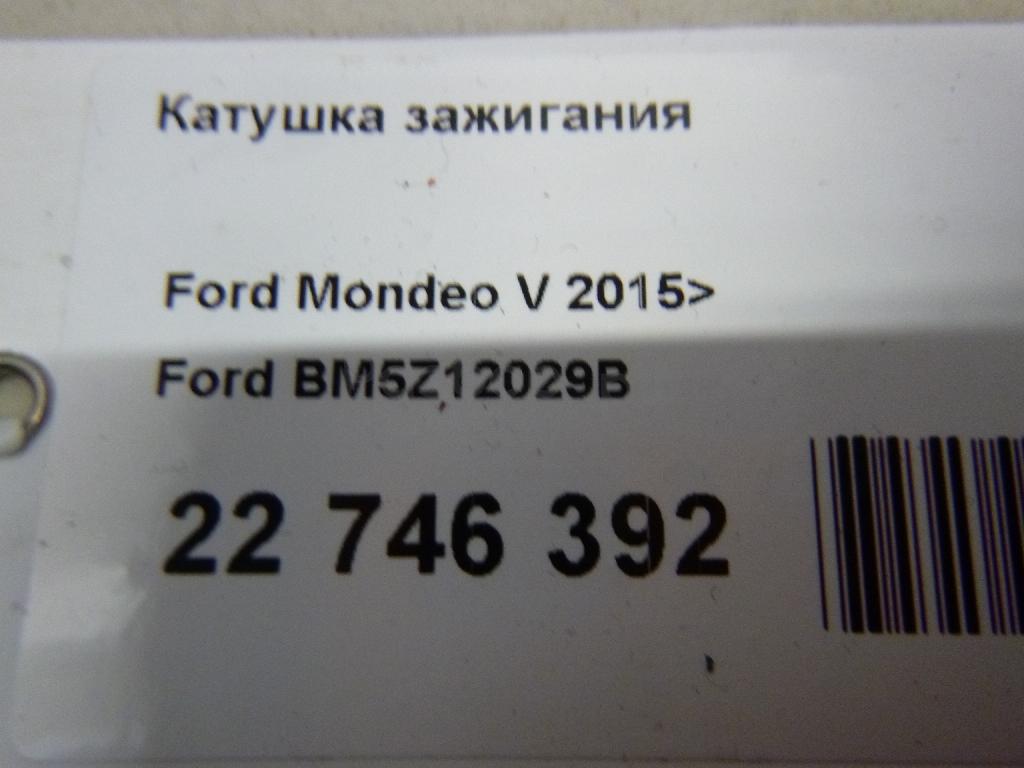 Катушка зажигания
Ford Mondeo V 2015>
Ford BM5Z12029B
22 746 392